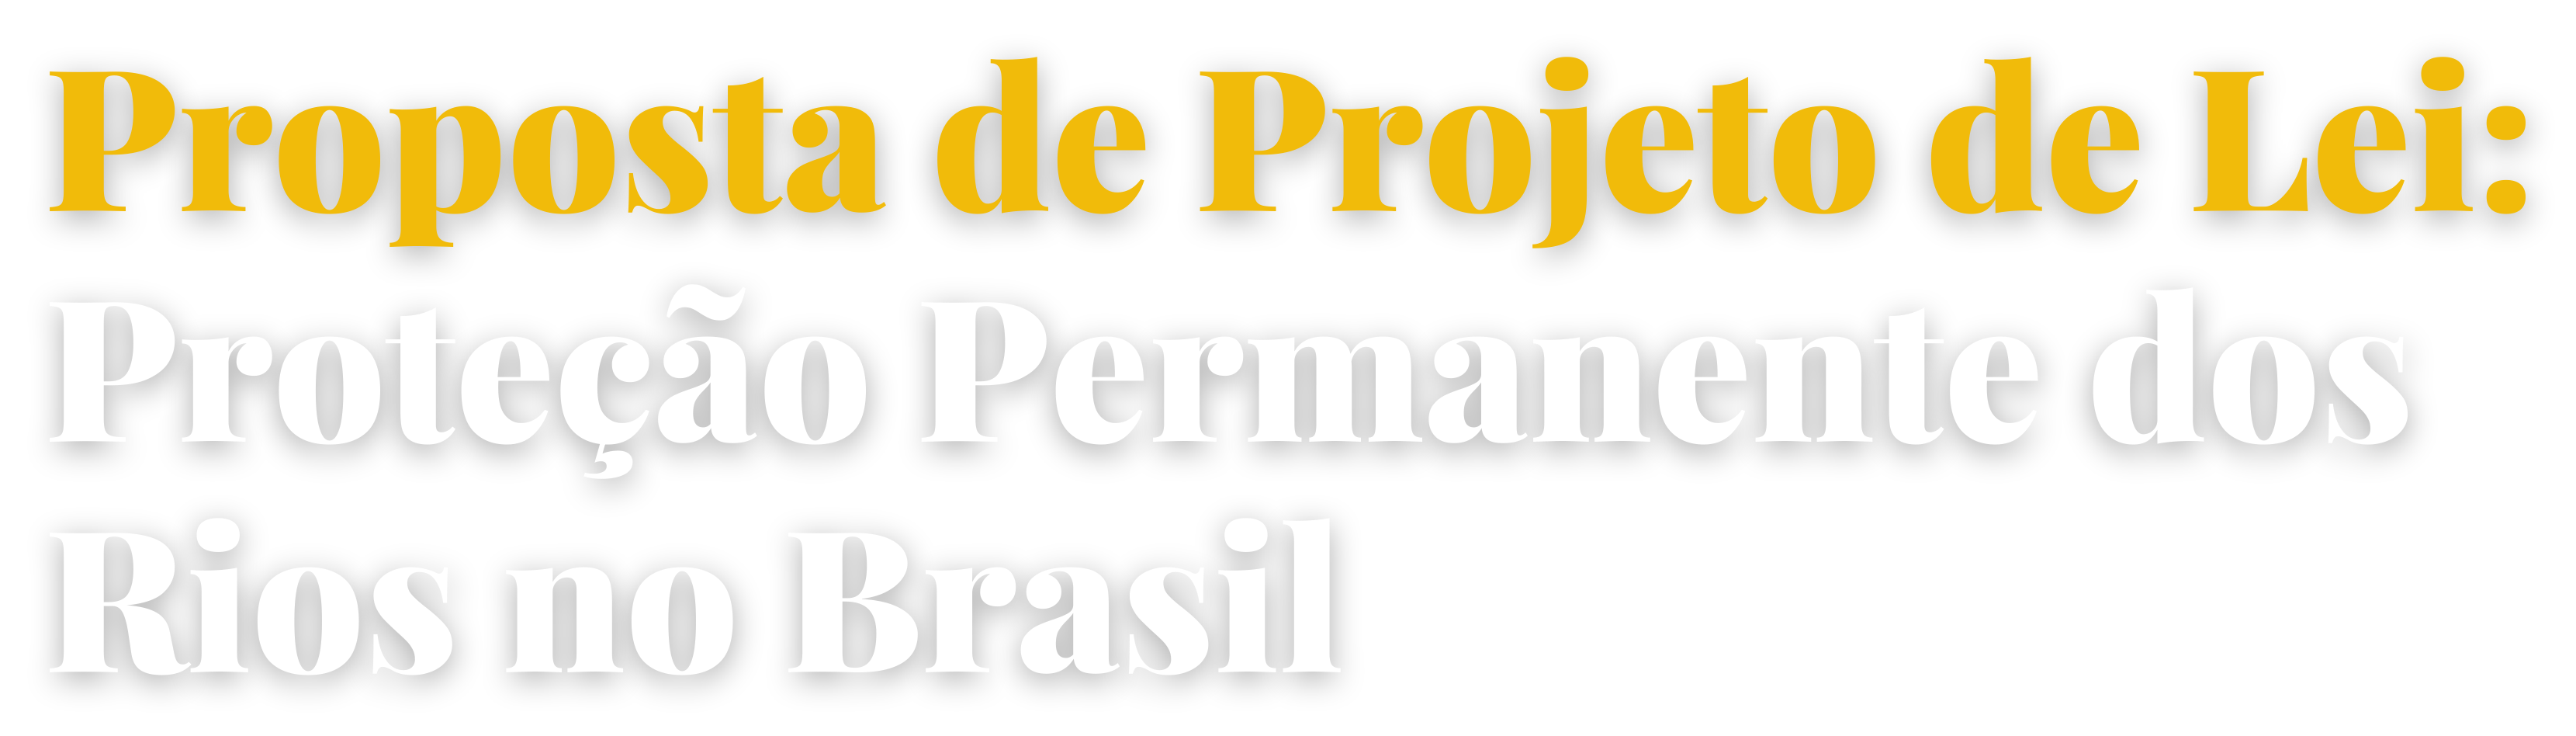 Proposta de Projeto de Lei:
Proteção Permanente dos
Rios no Brasil